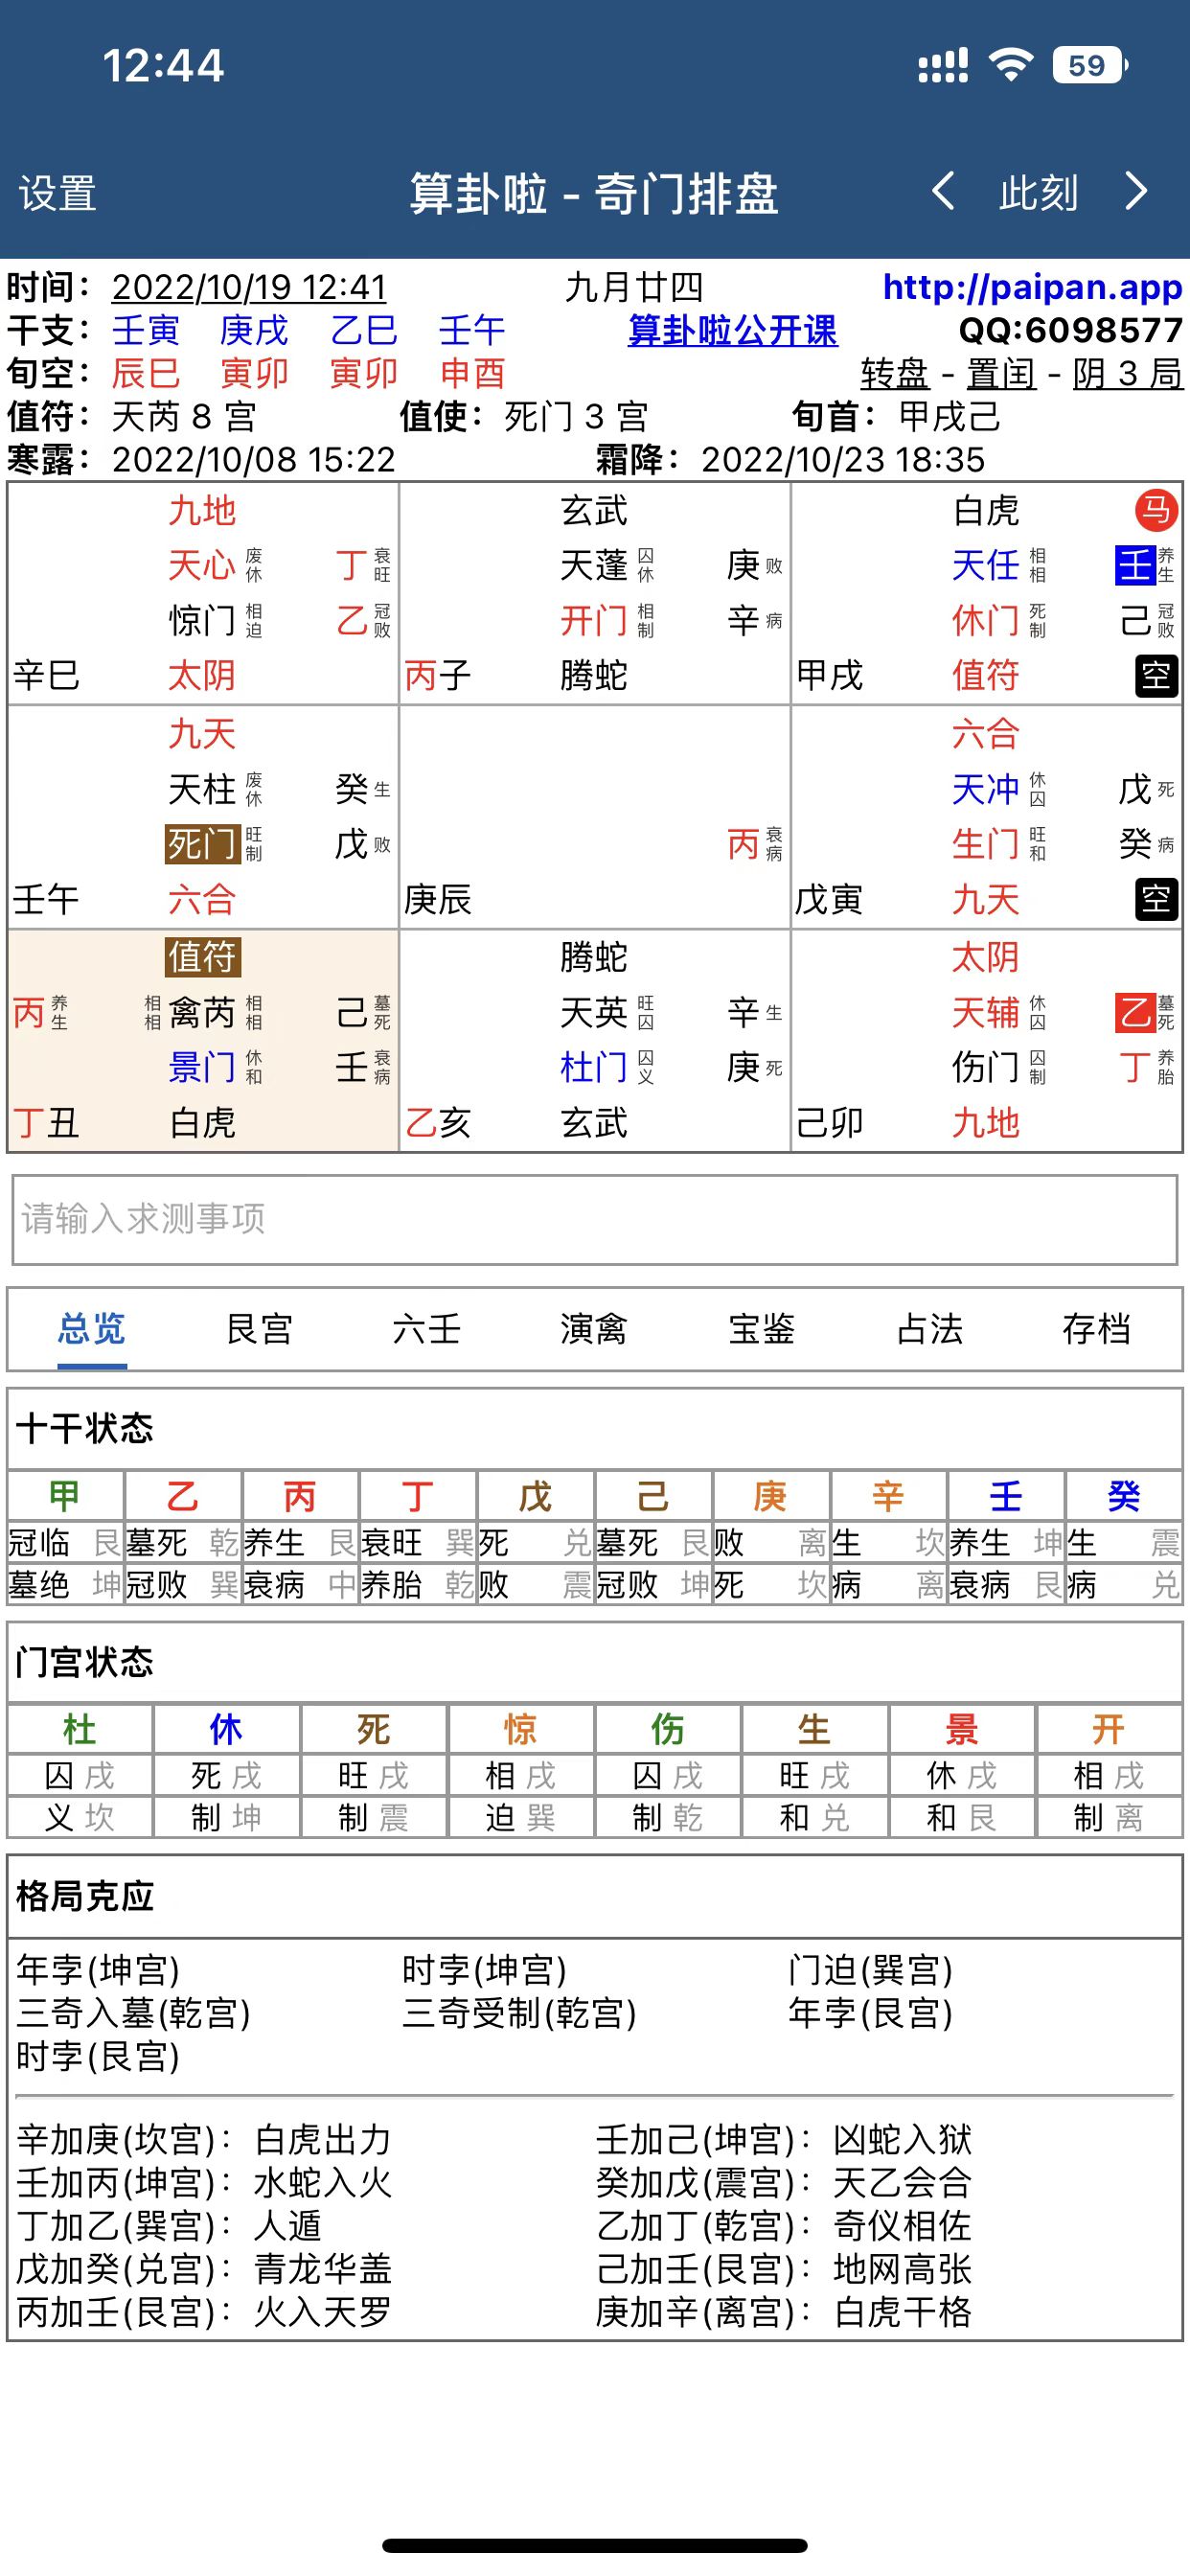 12:44
59
设置
算卦啦 - 奇门排盘
此刻
时间：2022/10/19 12:41 九月廿四 http://paipan.app
干支：壬寅 庚戌 乙巳 壬午 算卦啦公开课 QQ:6098577
旬空：辰巳 寅卯 寅卯 申酉 转盘 - 置闰 - 阴 3 局
值符：天芮 8 宫 值使：死门 3 宫 旬首：甲戌己
寒露：2022/10/08 15:22 霜降：2022/10/23 18:35
九地 玄武 白虎 马
天心 废休 丁 衰旺 天蓬 囚休 庚 败 天任 相相 壬 养生
惊门 相迫 乙 冠败 开门 相制 辛 病 休门 死制 己 冠败
辛巳 太阴 丙子 腾蛇 甲戌 值符 空
九天 六合
天柱 废休 癸 生 天冲 休囚 戊 死
死门 旺制 戊 败 丙 衰病 生门 旺和 癸 病
壬午 六合 庚辰 戊寅 九天 空
值符 腾蛇 太阴
丙 养生 相相 禽芮 相相 己 墓死 天英 旺囚 辛 生 天辅 休囚 乙 墓死
景门 休和 壬 衰病 杜门 囚义 庚 死 伤门 囚制 丁 养胎
丁丑 白虎 乙亥 玄武 己卯 九地
请输入求测事项
总览 艮宫 六壬 演禽 宝鉴 占法 存档
十干状态
甲 乙 丙 丁 戊 己 庚 辛 壬 癸
冠临 艮 墓死 乾 养生 艮 衰旺 巽 死 兑 墓死 艮 败 离 生 坎 养生 坤 生 震
墓绝 坤 冠败 巽 衰病 中 养胎 乾 败 震 冠败 坤 死 坎 病 离 衰病 艮 病 兑
门宫状态
杜 休 死 惊 伤 生 景 开
囚 戌 死 戌 旺 戌 相 戌 囚 戌 旺 戌 休 戌 相 戌
义 坎 制 坤 制 震 迫 巽 制 乾 和 兑 和 艮 制 离
格局克应
年孛(坤宫) 时孛(坤宫) 门迫(巽宫)
三奇入墓(乾宫) 三奇受制(乾宫) 年孛(艮宫)
时孛(艮宫)
辛加庚(坎宫)：白虎出力 壬加己(坤宫)：凶蛇入狱
壬加丙(坤宫)：水蛇入火 癸加戊(震宫)：天乙会合
丁加乙(巽宫)：人遁 乙加丁(乾宫)：奇仪相佐
戊加癸(兑宫)：青龙华盖 己加壬(艮宫)：地网高张
丙加壬(艮宫)：火入天罗 庚加辛(离宫)：白虎干格